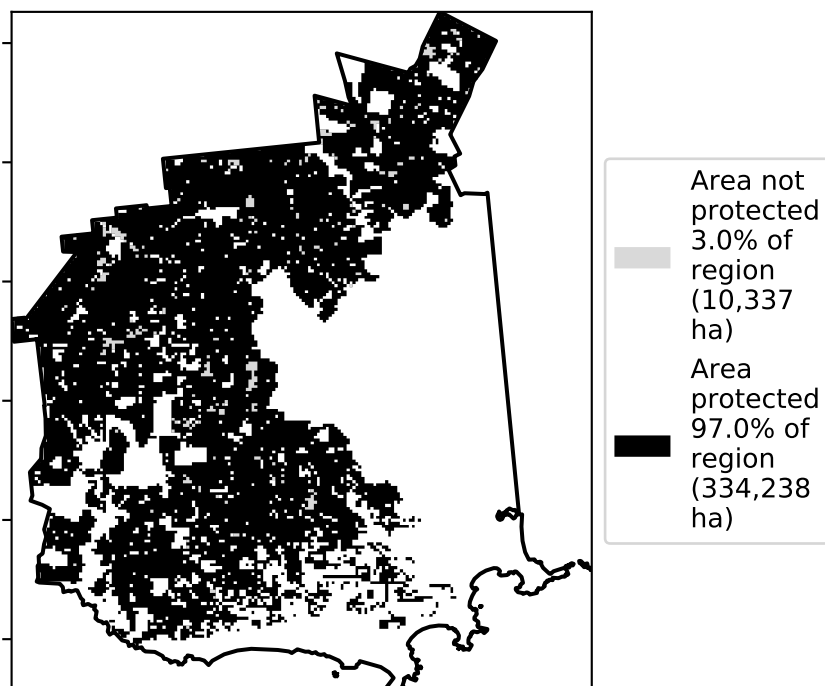 Area not
protected
3.0% of
region
(10,337
ha)
Area
protected
97.0% of
region
(334,238
ha)